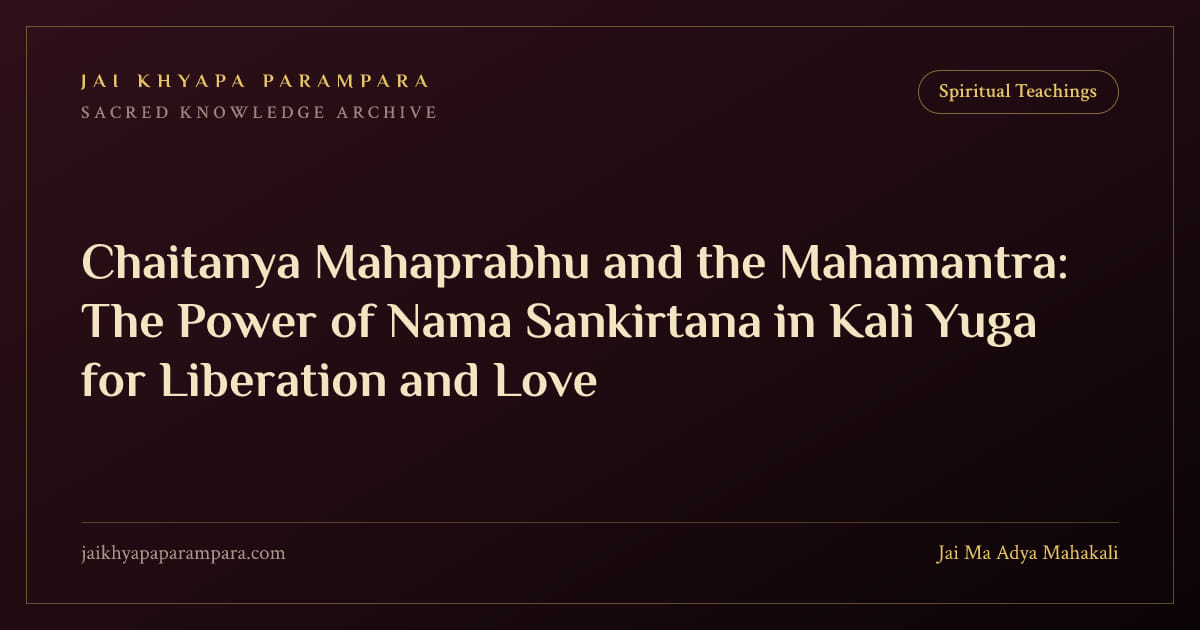 JAI KHYAPA PARAMPARA
SACRED KNOWLEDGE ARCHIVE
Spiritual Teachings
Chaitanya Mahaprabhu and the Mahamantra:
The Power of Nama Sankirtana in Kali Yuga
for Liberation and Love
jaikhyapaparampara.com
Jai Ma Adya Mahakali